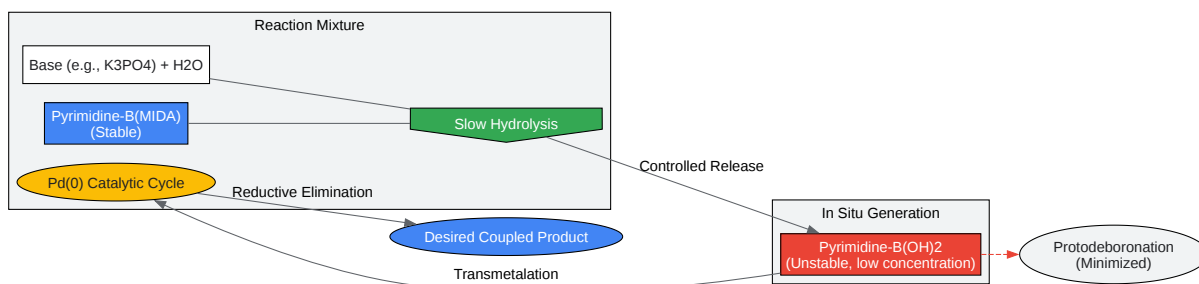 Reaction Mixture
Base (e.g., K3PO4) + H2O
Pyrimidine-B(MIDA)
(Stable)
Slow Hydrolysis
Controlled Release
Pd(0) Catalytic Cycle
Reductive Elimination
Desired Coupled Product
In Situ Generation
Pyrimidine-B(OH)2
(Unstable, low concentration)
Protodeboronation
(Minimized)
Transmetalation